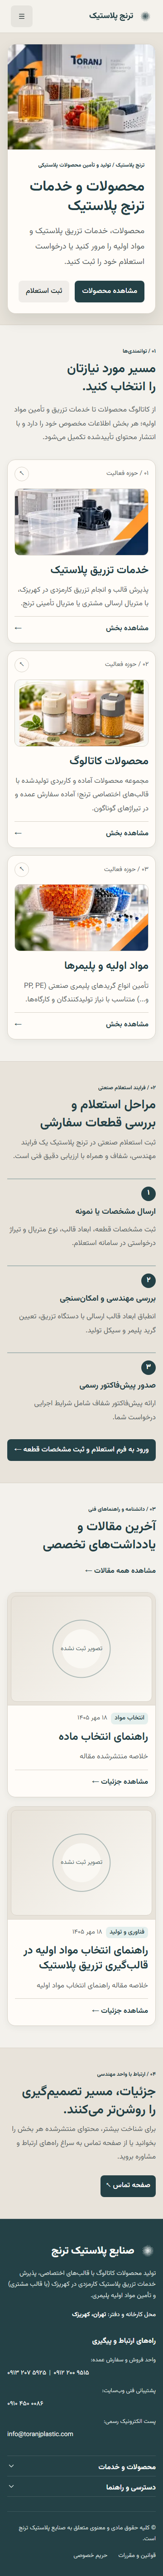 ترنج پلاستیک
TORANJ
ترنج پلاستیک / تولید و تأمین محصولات پلاستیکی
محصولات و خدمات
ترنج پلاستیک
محصولات، خدمات تزریق پلاستیک و
مواد اولیه را مرور کنید یا درخواست
استعلام خود را ثبت کنید.
مشاهده محصولات
ثبت استعلام
۰۱ / توانمندی‌ها
مسیر مورد نیازتان
را انتخاب کنید.
از کاتالوگ محصولات تا خدمات تزریق و تأمین مواد
اولیه، هر بخش اطلاعات مخصوص خود را دارد و با
انتشار محتوای تأییدشده تکمیل می‌شود.
۰۱ / حوزه فعالیت
خدمات تزریق پلاستیک
پذیرش قالب و انجام تزریق کارمزدی در کهریزک،
با متریال ارسالی مشتری یا متریال تأمینی ترنج.
مشاهده بخش ←
۰۲ / حوزه فعالیت
محصولات کاتالوگ
مجموعه محصولات آماده و کاربردی تولیدشده با
قالب‌های اختصاصی ترنج؛ آماده سفارش عمده و
در تیراژهای گوناگون.
مشاهده بخش ←
۰۳ / حوزه فعالیت
مواد اولیه و پلیمرها
تأمین انواع گریدهای پلیمری صنعتی (PP, PE
و...) متناسب با نیاز تولیدکنندگان و کارگاه‌ها.
مشاهده بخش ←
۰۲ / فرایند استعلام صنعتی
مراحل استعلام و
بررسی قطعات سفارشی
ثبت استعلام صنعتی در ترنج پلاستیک یک فرایند
مهندسی، شفاف و همراه با ارزیابی دقیق فنی است.
۱
ارسال مشخصات یا نمونه
ثبت مشخصات قطعه، ابعاد قالب، نوع متریال و تیراژ
درخواستی در سامانه استعلام.
۲
بررسی مهندسی و امکان‌سنجی
انطباق ابعاد قالب ارسالی با دستگاه تزریق، تعیین
گرید پلیمر و سیکل تولید.
۳
صدور پیش‌فاکتور رسمی
ارائه پیش‌فاکتور شفاف شامل شرایط اجرایی
شماست.
ورود به فرم استعلام و ثبت مشخصات قطعه ←
۰۳ / دانشنامه و راهنماهای فنی
آخرین مقالات و
یادداشت‌های تخصصی
مشاهده همه مقالات ←
تصویر ثبت نشده
انتخاب مواد ۱۸ مهر ۱۴۰۵
راهنمای انتخاب ماده
خلاصه منتشرشده مقاله
مشاهده جزئیات ←
تصویر ثبت نشده
فناوری و تولید ۱۸ مهر ۱۴۰۵
راهنمای انتخاب مواد اولیه در
قالب‌گیری تزریق پلاستیک
خلاصه مقاله راهنمای انتخاب مواد اولیه
مشاهده جزئیات ←
۰۴ / ارتباط با واحد مهندسی
جزئیات، مسیر تصمیم‌گیری
را روشن‌تر می‌کنند.
برای شناخت بیشتر، محتوای منتشرشده هر بخش را
بخوانید یا از صفحه تماس به سراغ راه‌های ارتباط و
مشاوره بروید.
صفحه تماس
صنایع پلاستیک ترنج
تولید محصولات کاتالوگ با قالب‌های اختصاصی، پذیرش
خدمات تزریق پلاستیک کارمزدی در کهریزک (با قالب مشتری)
و تأمین مواد اولیه پلیمری.
محل کارخانه و دفتر: تهران، کهریزک
راه‌های ارتباط و پیگیری
واحد فروش و سفارش عمده:
۰۹۱۲ ۲۰۰ ۹۵۱۵ | ۰۹۱۳ ۲۰۷ ۵۹۲۵
پشتیبانی فنی وب‌سایت:
۰۹۱۰ ۴۵۰ ۰۰۸۶
پست الکترونیک رسمی:
info@toranjplastic.com
محصولات و خدمات
دسترسی و راهنما
© کلیه حقوق مادی و معنوی متعلق به صنایع پلاستیک ترنج
است.
قوانین و مقررات حریم خصوصی